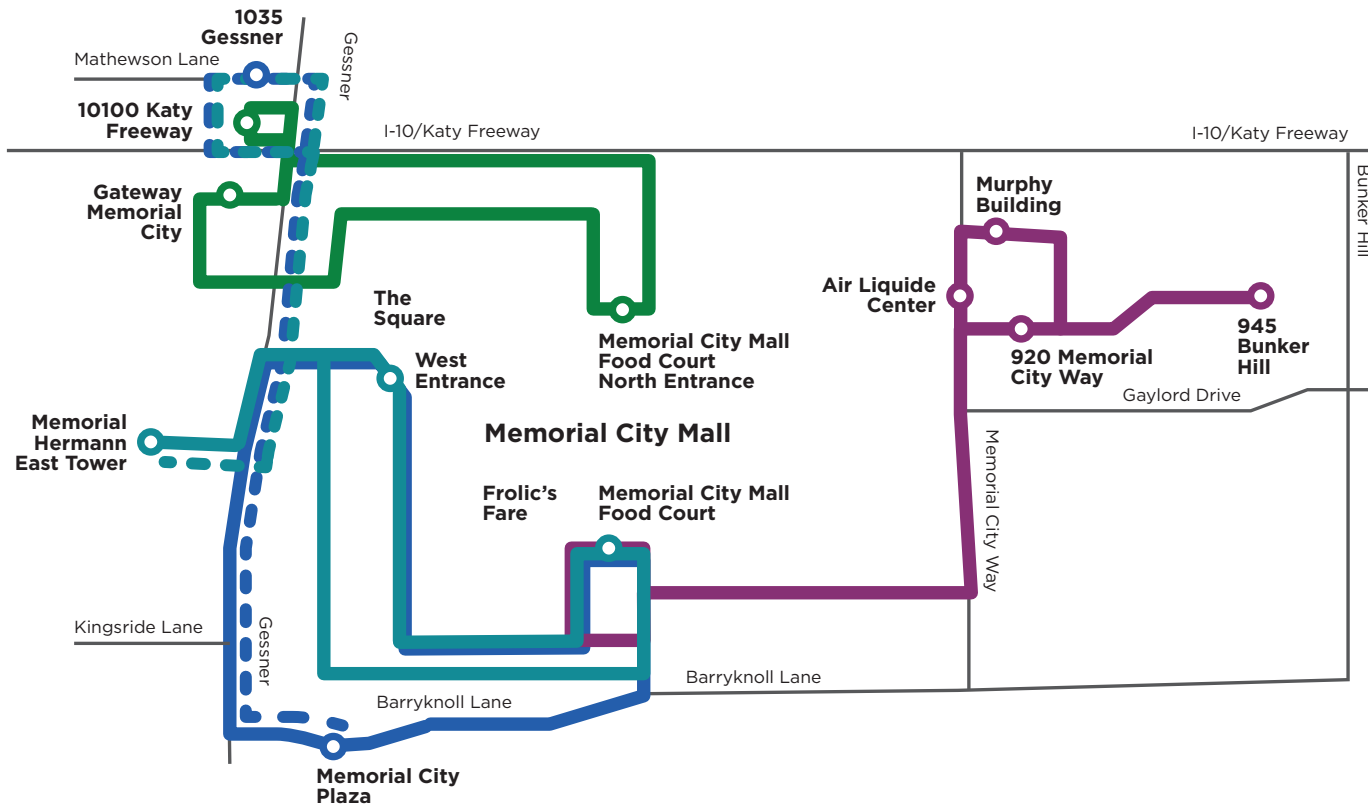 1035
Gessner
Gessner
Mathewson Lane
10100 Katy
Freeway
I-10/Katy Freeway
I-10/Katy Freeway
Bunker Hill
Gateway
Memorial
City
Murphy
Building
Air Liquide
Center
The
Square
Memorial City Mall
Food Court
North Entrance
920 Memorial
City Way
945
Bunker
Hill
West
Entrance
Gaylord Drive
Memorial
Hermann
East Tower
Memorial City Mall
Memorial City Way
Frolic's
Fare
Memorial City Mall
Food Court
Kingsride Lane
Gessner
Barryknoll Lane
Barryknoll Lane
Memorial City
Plaza